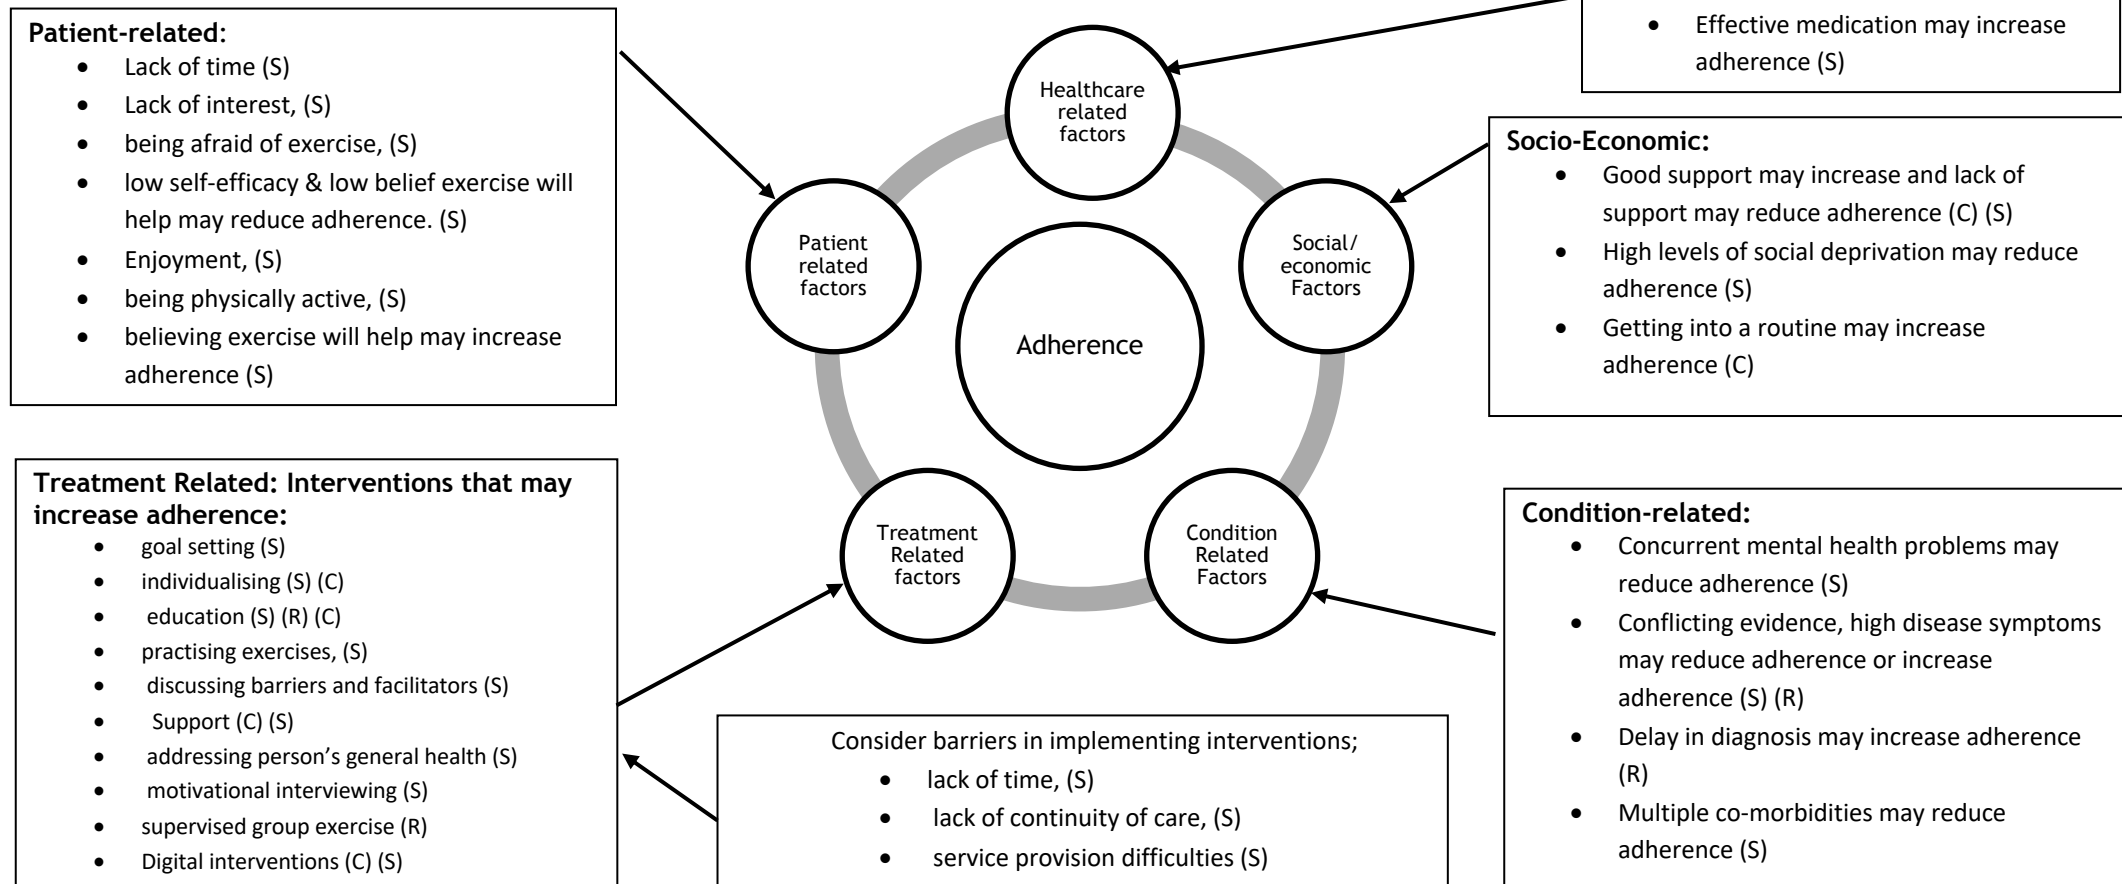 Patient-related:
• Lack of time (S)
• Lack of interest, (S)
• being afraid of exercise, (S)
• low self-efficacy & low belief exercise will
help may reduce adherence. (S)
• Enjoyment, (S)
• being physically active, (S)
• believing exercise will help may increase
adherence (S)
Healthcare
related
factors
• Effective medication may increase
adherence (S)
Patient
related
factors
Social/
economic
Factors
Adherence
Socio-Economic:
• Good support may increase and lack of
support may reduce adherence (C) (S)
• High levels of social deprivation may reduce
adherence (S)
• Getting into a routine may increase
adherence (C)
Treatment Related: Interventions that may
increase adherence:
• goal setting (S)
• individualising (S) (C)
• education (S) (R) (C)
• practising exercises, (S)
• discussing barriers and facilitators (S)
• Support (C) (S)
• addressing person’s general health (S)
• motivational interviewing (S)
• supervised group exercise (R)
• Digital interventions (C) (S)
Treatment
Related
factors
Condition
Related
Factors
Consider barriers in implementing interventions;
• lack of time, (S)
• lack of continuity of care, (S)
• service provision difficulties (S)
Condition-related:
• Concurrent mental health problems may
reduce adherence (S)
• Conflicting evidence, high disease symptoms
may reduce adherence or increase
adherence (S) (R)
• Delay in diagnosis may increase adherence
(R)
• Multiple co-morbidities may reduce
adherence (S)